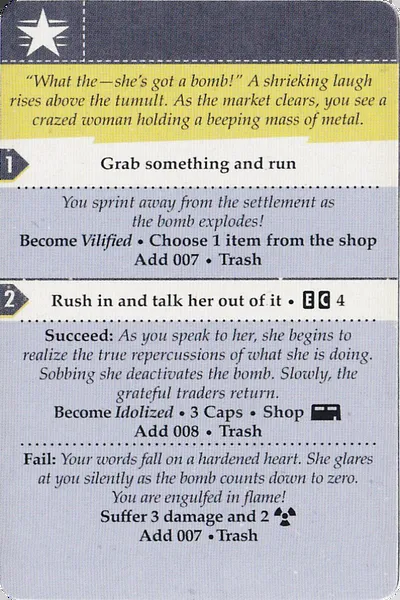 “What the—she’s got a bomb!” A shrieking laugh
rises above the tumult. As the market clears, you see a
crazed woman holding a beeping mass of metal.
1
Grab something and run
You sprint away from the settlement as
the bomb explodes!
Become Vilified • Choose 1 item from the shop
Add 007 • Trash
2
Rush in and talk her out of it • E C 4
Succeed: As you speak to her, she begins to
realize the true repercussions of what she is doing.
Sobbing she deactivates the bomb. Slowly, the
grateful traders return.
Become Idolized • 3 Caps • Shop
Add 008 • Trash
Fail: Your words fall on a hardened heart. She glares
at you silently as the bomb counts down to zero.
You are engulfed in flame!
Suffer 3 damage and 2
Add 007 • Trash